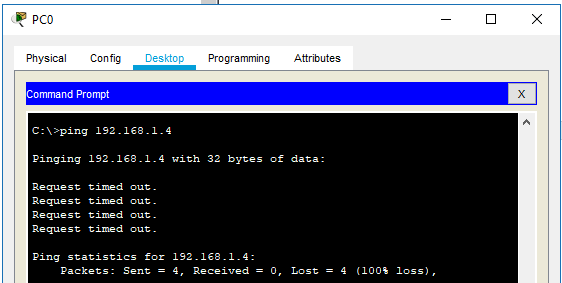 PC0
Physical Config Desktop Programming Attributes
Command Prompt X
C:\>ping 192.168.1.4
Pinging 192.168.1.4 with 32 bytes of data:
Request timed out.
Request timed out.
Request timed out.
Request timed out.
Ping statistics for 192.168.1.4:
Packets: Sent = 4, Received = 0, Lost = 4 (100% loss),